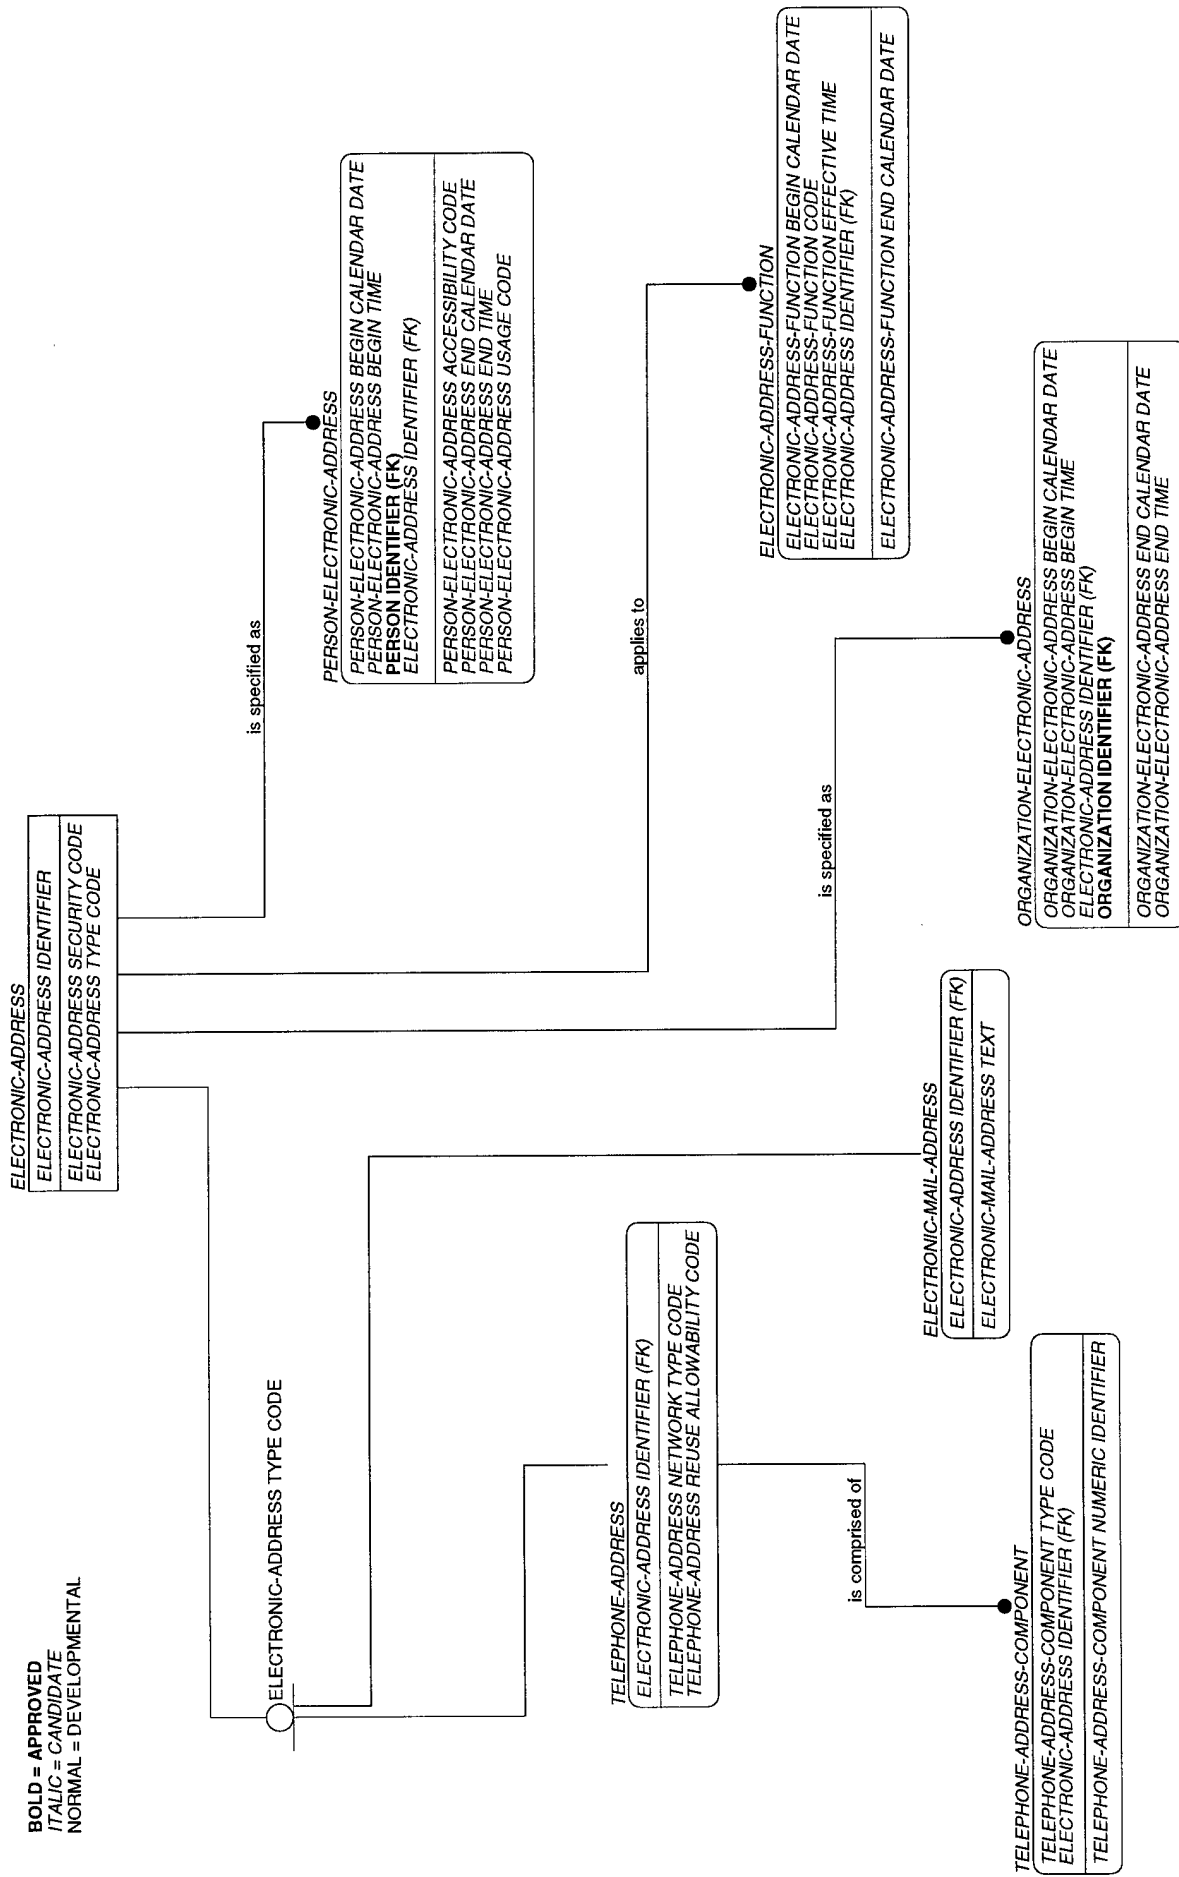 BOLD = APPROVED
ITALIC = CANDIDATE
NORMAL = DEVELOPMENTAL
ELECTRONIC-ADDRESS
ELECTRONIC-ADDRESS IDENTIFIER
ELECTRONIC-ADDRESS SECURITY CODE
ELECTRONIC-ADDRESS TYPE CODE
ELECTRONIC-ADDRESS TYPE CODE
is specified as
PERSON-ELECTRONIC-ADDRESS
PERSON-ELECTRONIC-ADDRESS BEGIN CALENDAR DATE
PERSON-ELECTRONIC-ADDRESS BEGIN TIME
PERSON IDENTIFIER (FK)
ELECTRONIC-ADDRESS IDENTIFIER (FK)
PERSON-ELECTRONIC-ADDRESS ACCESSIBILITY CODE
PERSON-ELECTRONIC-ADDRESS END CALENDAR DATE
PERSON-ELECTRONIC-ADDRESS END TIME
PERSON-ELECTRONIC-ADDRESS USAGE CODE
TELEPHONE-ADDRESS
ELECTRONIC-ADDRESS IDENTIFIER (FK)
TELEPHONE-ADDRESS NETWORK TYPE CODE
TELEPHONE-ADDRESS REUSE ALLOWABILITY CODE
applies to
ELECTRONIC-ADDRESS-FUNCTION
ELECTRONIC-ADDRESS-FUNCTION BEGIN CALENDAR DATE
ELECTRONIC-ADDRESS-FUNCTION CODE
ELECTRONIC-ADDRESS-FUNCTION EFFECTIVE TIME
ELECTRONIC-ADDRESS IDENTIFIER (FK)
ELECTRONIC-ADDRESS-FUNCTION END CALENDAR DATE
is comprised of
is specified as
ELECTRONIC-MAIL-ADDRESS
ELECTRONIC-ADDRESS IDENTIFIER (FK)
ELECTRONIC-MAIL-ADDRESS TEXT
TELEPHONE-ADDRESS-COMPONENT
TELEPHONE-ADDRESS-COMPONENT TYPE CODE
ELECTRONIC-ADDRESS IDENTIFIER (FK)
TELEPHONE-ADDRESS-COMPONENT NUMERIC IDENTIFIER
ORGANIZATION-ELECTRONIC-ADDRESS
ORGANIZATION-ELECTRONIC-ADDRESS BEGIN CALENDAR DATE
ORGANIZATION-ELECTRONIC-ADDRESS BEGIN TIME
ELECTRONIC-ADDRESS IDENTIFIER (FK)
ORGANIZATION IDENTIFIER (FK)
ORGANIZATION-ELECTRONIC-ADDRESS END CALENDAR DATE
ORGANIZATION-ELECTRONIC-ADDRESS END TIME